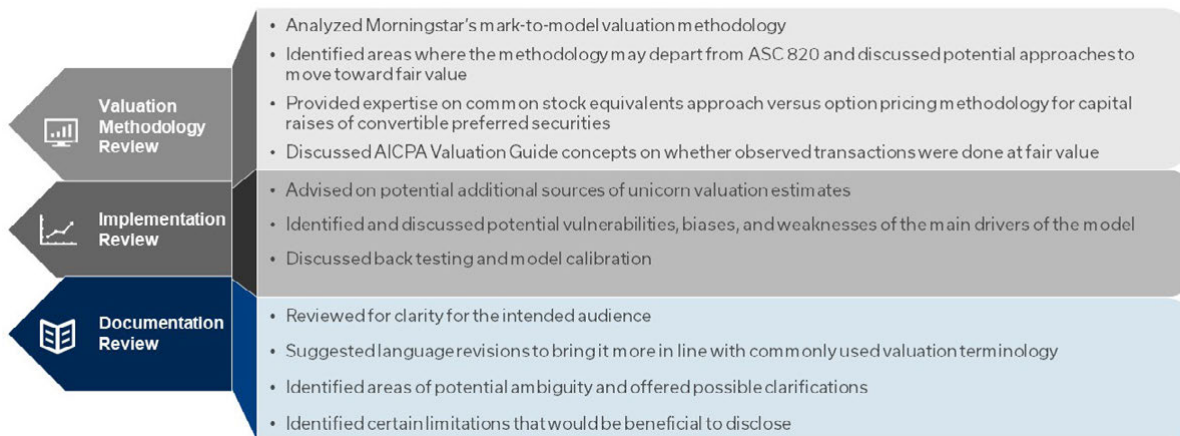 Valuation
Methodology
Review
• Analyzed Morningstar's mark-to-model valuation methodology
• Identified areas where the methodology may depart from ASC 820 and discussed potential approaches to
move toward fair value
• Provided expertise on common stock equivalents approach versus option pricing methodology for capital
raises of convertible preferred securities
• Discussed AICPA Valuation Guide concepts on whether observed transactions were done at fair value
Implementation
Review
• Advised on potential additional sources of unicorn valuation estimates
• Identified and discussed potential vulnerabilities, biases, and weaknesses of the main drivers of the model
• Discussed back testing and model calibration
Documentation
Review
• Reviewed for clarity for the intended audience
• Suggested language revisions to bring it more in line with commonly used valuation terminology
• Identified areas of potential ambiguity and offered possible clarifications
• Identified certain limitations that would be beneficial to disclose